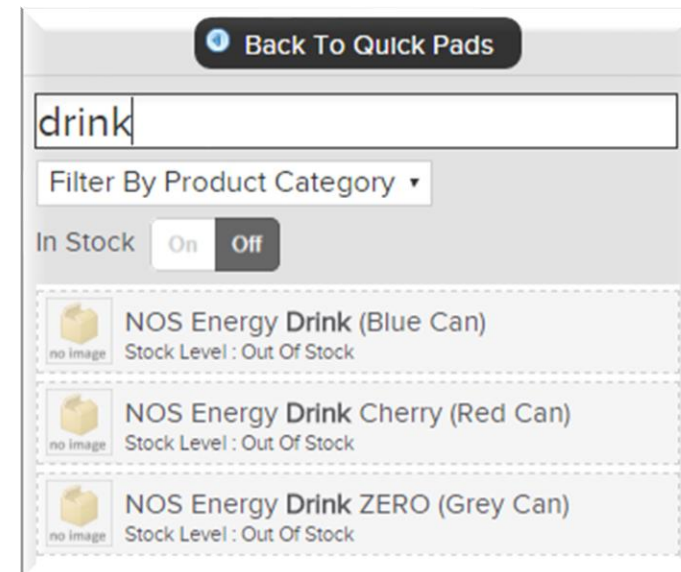 Back To Quick Pads
drink
Filter By Product Category
In Stock On Off
no image
NOS Energy Drink (Blue Can)
Stock Level : Out Of Stock
no image
NOS Energy Drink Cherry (Red Can)
Stock Level : Out Of Stock
no image
NOS Energy Drink ZERO (Grey Can)
Stock Level : Out Of Stock